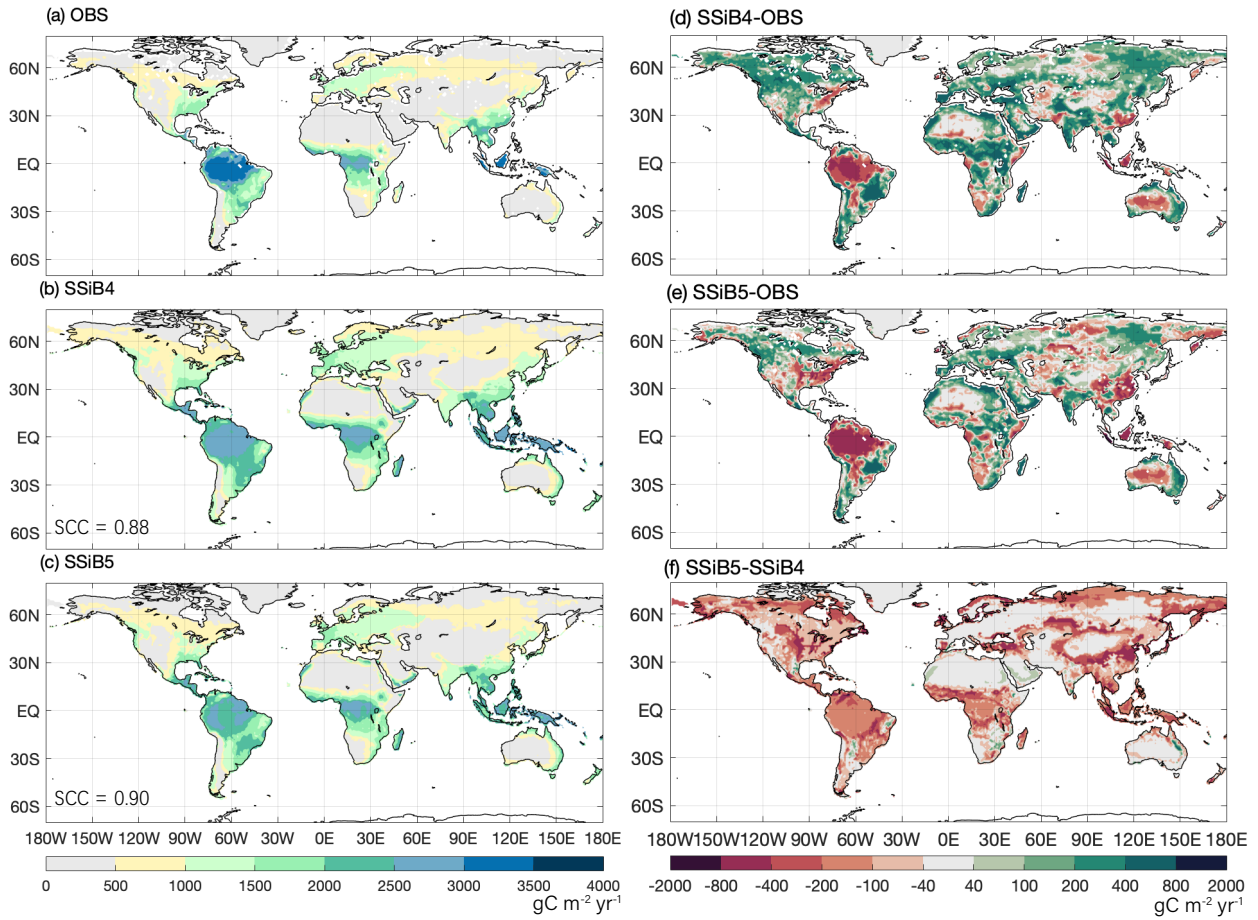 (a) OBS
60N
30N
EQ
30S
60S
(b) SSiB4
60N
30N
EQ
30S
60S
SCC = 0.88
(c) SSiB5
60N
30N
EQ
30S
60S
SCC = 0.90
180W 150W 120W 90W 60W 30W 0E 30E 60E 90E 120E 150E 180E
0 500 1000 1500 2000 2500 3000 3500 4000
gC m⁻² yr⁻¹
(d) SSiB4-OBS
60N
30N
EQ
30S
60S
(e) SSiB5-OBS
60N
30N
EQ
30S
60S
(f) SSiB5-SSiB4
60N
30N
EQ
30S
60S
180W150W120W 90W 60W 30W 0E 30E 60E 90E 120E 150E 180E
-2000 -800 -400 -200 -100 -40 40 100 200 400 800 2000
gC m⁻² yr⁻¹